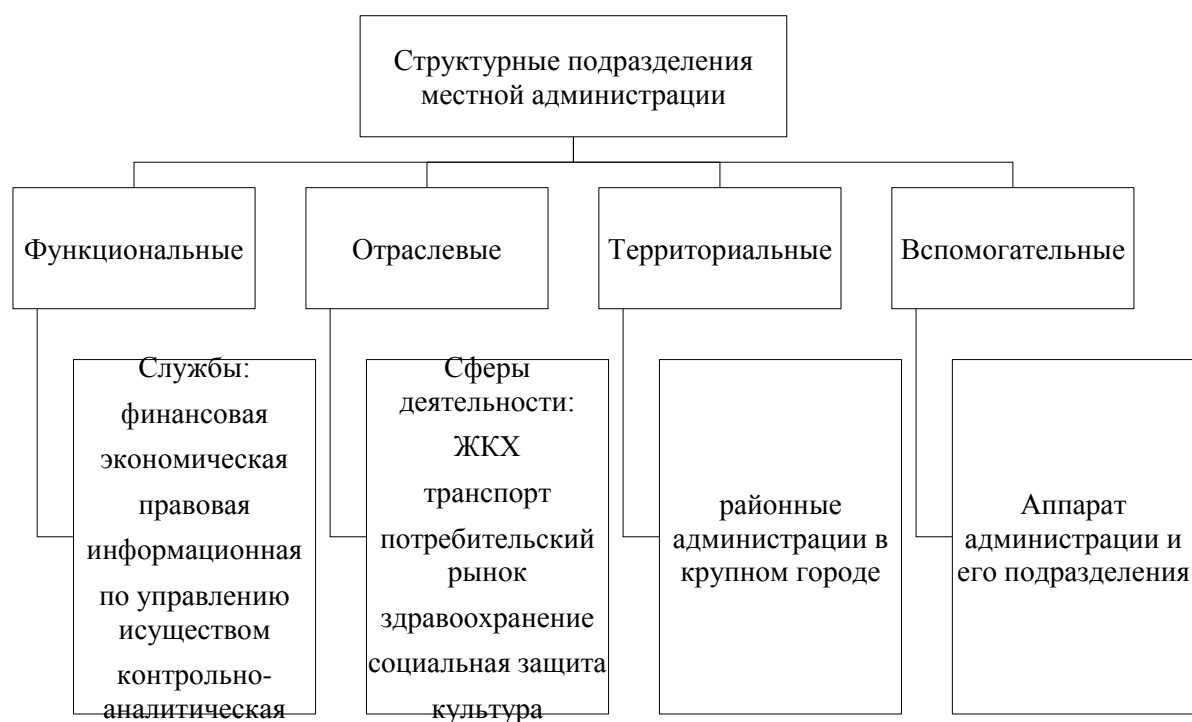 Структурные подразделения
местной администрации
Функциональные
Отраслевые
Территориальные
Вспомогательные
Службы:
финансовая
экономическая
правовая
информационная
по управлению
исуществом
контрольно-
аналитическая
Сферы
деятельности:
ЖКХ
транспорт
потребительский
рынок
здравоохранение
социальная защита
культура
районные
администрации в
крупном городе
Аппарат
администрации и
его подразделения